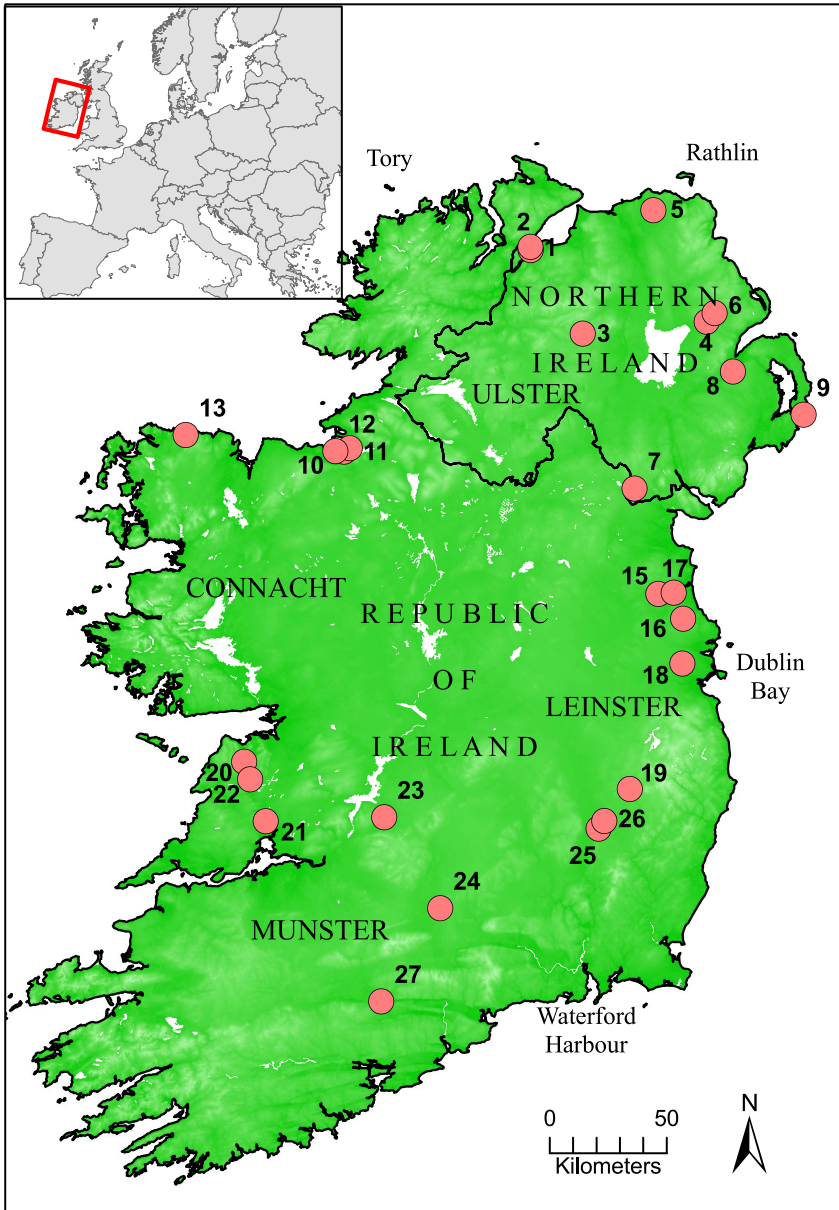 Tory
Rathlin
5
2
1
N O R T H E R N
6
3
4
I R E L A N D
8
ULSTER
9
13
12
10
11
7
15
17
CONNACHT
R E P U B L I C
16
Dublin
Bay
18
O F
LEINSTER
I R E L A N D
20
22
19
23
26
21
25
24
MUNSTER
27
Waterford
Harbour
N
0
50
Kilometers